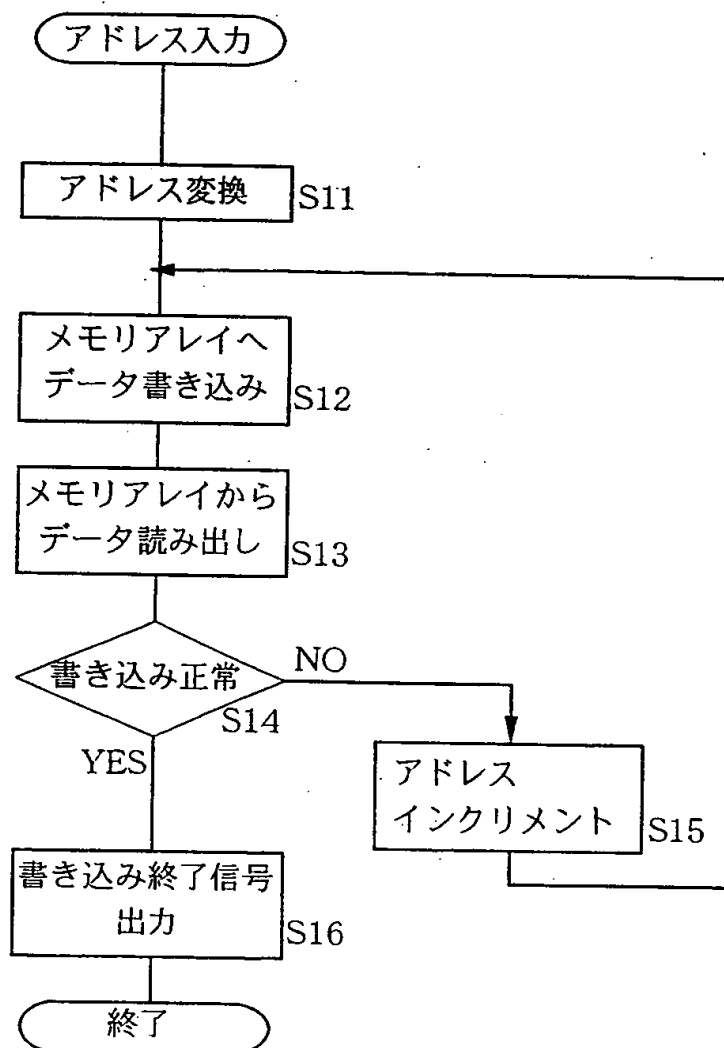 アドレス入力
アドレス変換
S11
メモリアレイへ
データ書き込み
S12
メモリアレイから
データ読み出し
S13
書き込み正常
NO
S14
YES
アドレス
インクリメント
S15
書き込み終了信号
出力
S16
終了